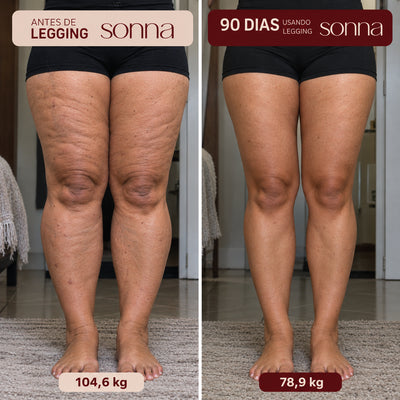 ANTES DE
LEGGING sonna
90 DIAS USANDO
LEGGING sonna
104,6 kg
78,9 kg